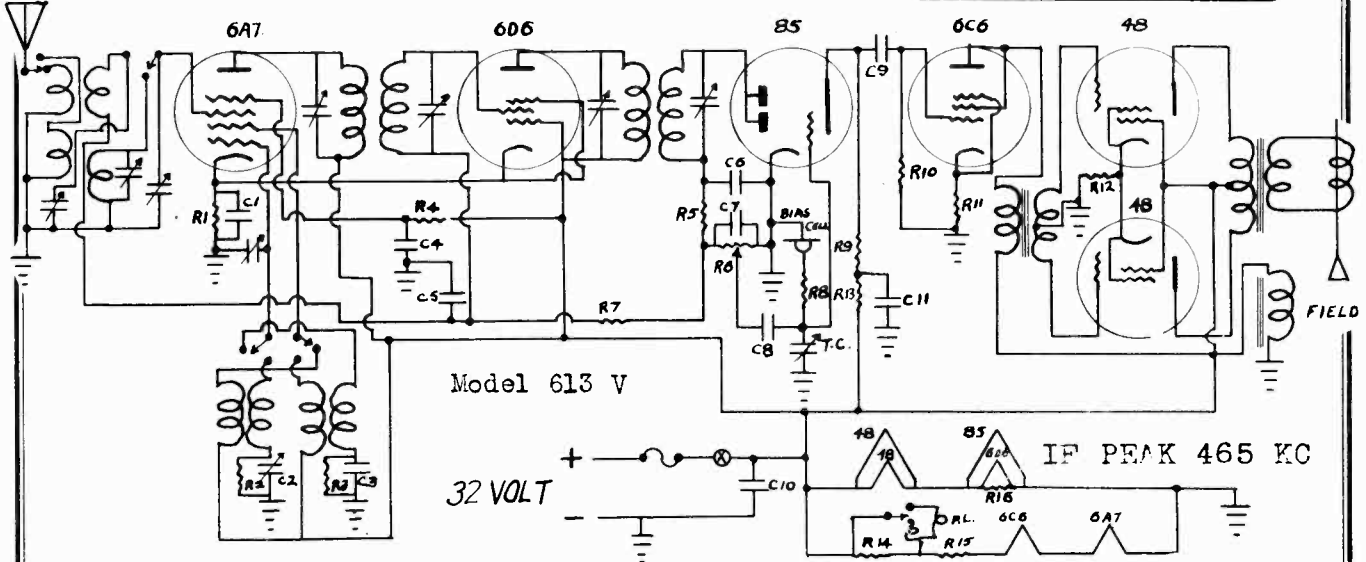 6A7
6D6
85
6C6
48
C9
C1
R1
R4
C4
C5
C6
C7
R5
R6
BIAS
CELL
R7
R8
C8
T.C.
R9
R13
C11
R10
R11
R12
48
FIELD
Model 613 V
R2
C2
R3
C3
32 VOLT
+
−
C10
48
48
85
6D6
R16
IF PEAK 465 KC
R14
P.L.
R15
6C6
6A7